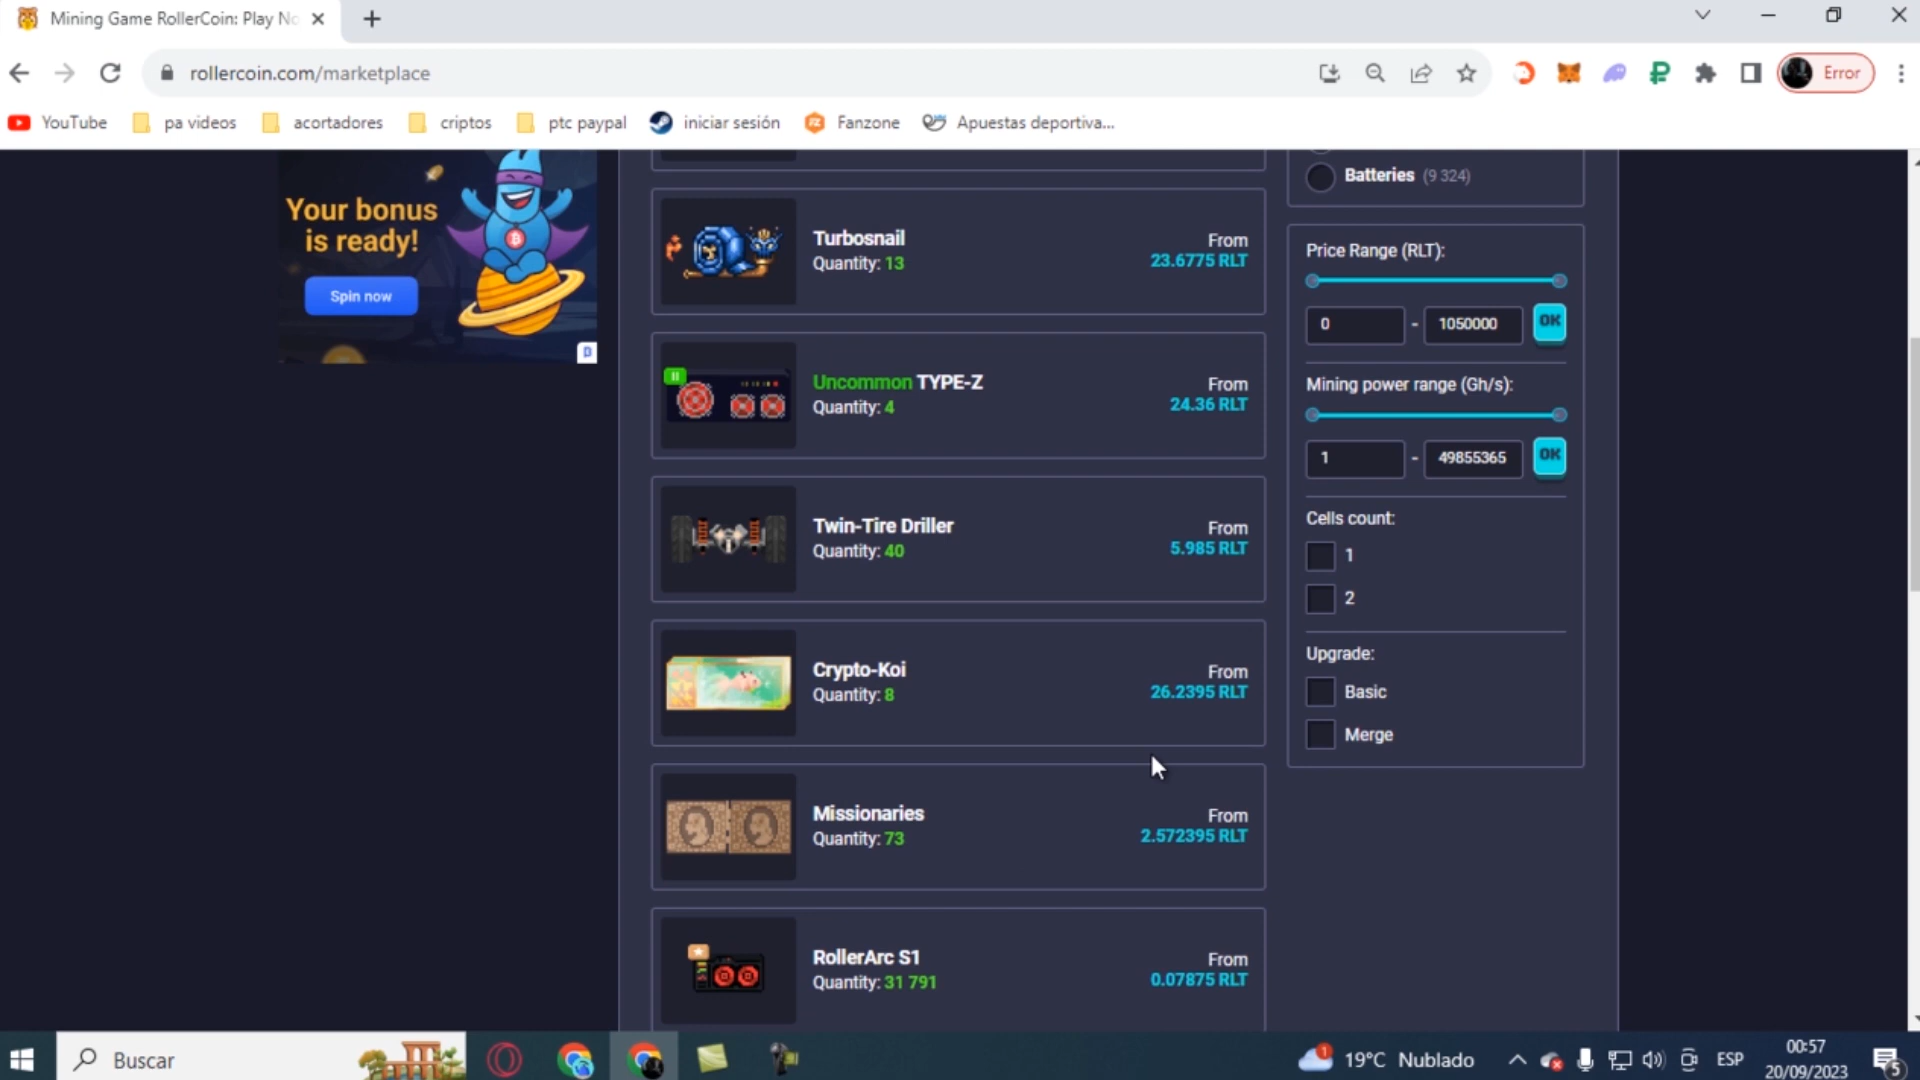 Mining Game RollerCoin: Play No
rollercoin.com/marketplace
Error
YouTube
pa videos
acortadores
criptos
ptc paypal
iniciar sesión
Fanzone
Apuestas deportiva...
Your bonus
is ready!
Spin now
Turbosnail
Quantity: 13
From
23.6775 RLT
Uncommon TYPE-Z
Quantity: 4
From
24.36 RLT
Twin-Tire Driller
Quantity: 40
From
5.985 RLT
Crypto-Koi
Quantity: 8
From
26.2395 RLT
Missionaries
Quantity: 73
From
2.572395 RLT
RollerArc S1
Quantity: 31 791
From
0.07875 RLT
Batteries (9 324)
Price Range (RLT):
0 - 1050000 OK
Mining power range (Gh/s):
1 - 49855365 OK
Cells count:
1
2
Upgrade:
Basic
Merge
Buscar
1
19°C Nublado
ESP
00:57
20/09/2023
5